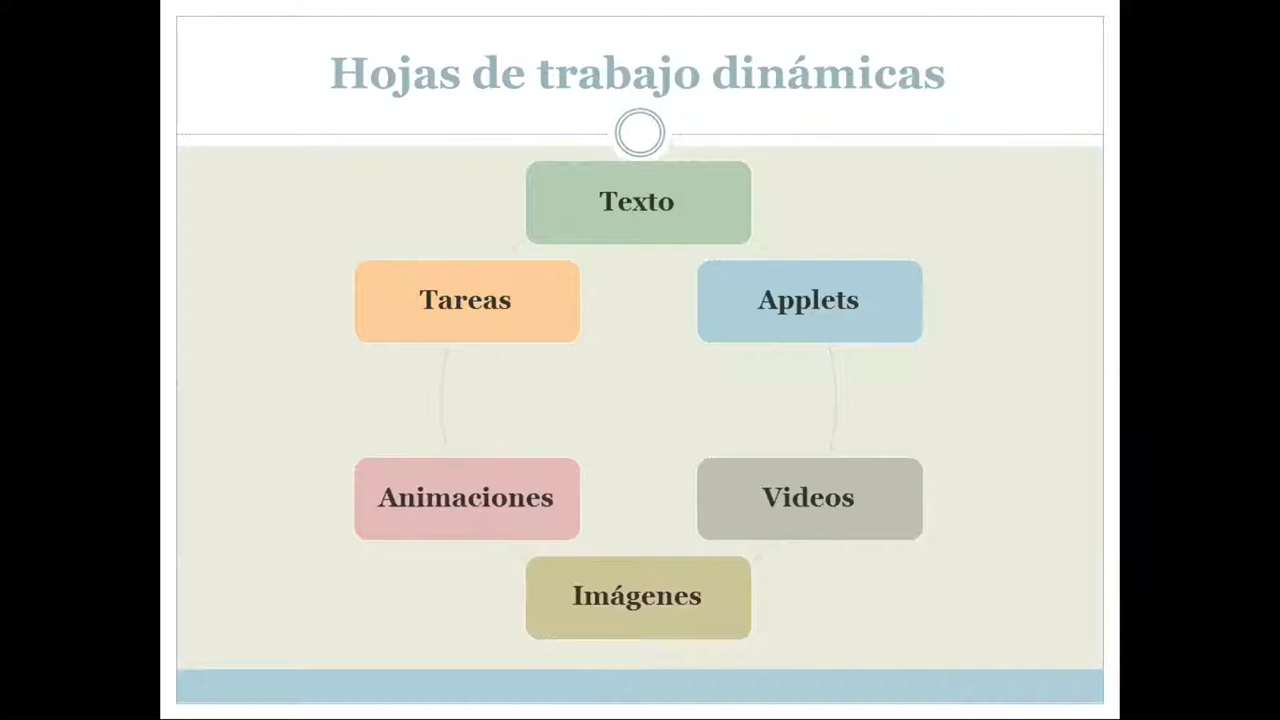 Hojas de trabajo dinámicas
Texto
Tareas
Applets
Animaciones
Videos
Imágenes